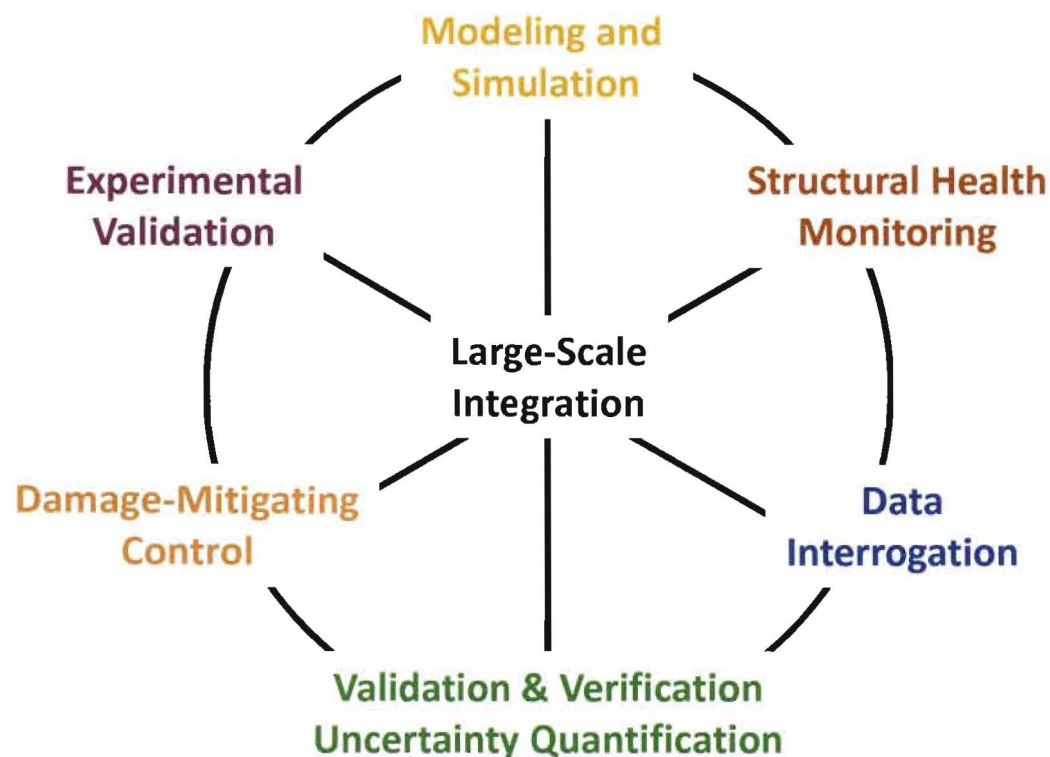 Modeling and
Simulation
Experimental
Validation
Structural Health
Monitoring
Large-Scale
Integration
Damage-Mitigating
Control
Data
Interrogation
Validation & Verification
Uncertainty Quantification